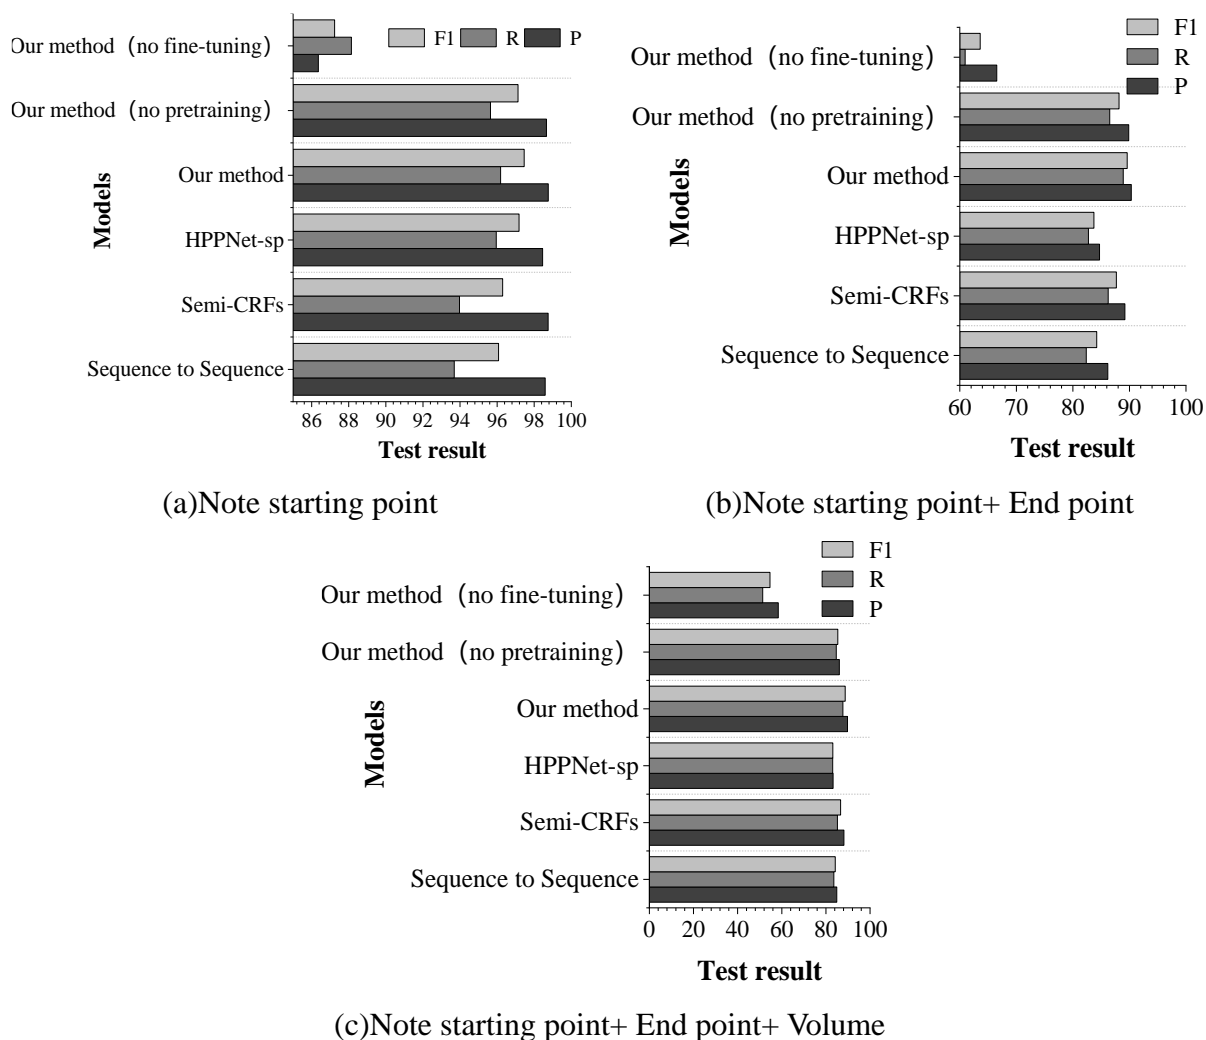 F1 R P
Our method (no fine-tuning)
Our method (no pretraining)
Our method
HPPNet-sp
Semi-CRFs
Sequence to Sequence
Models
86 88 90 92 94 96 98 100
Test result
(a)Note starting point
F1
R
P
Our method (no fine-tuning)
Our method (no pretraining)
Our method
HPPNet-sp
Semi-CRFs
Sequence to Sequence
Models
60 70 80 90 100
Test result
(b)Note starting point+ End point
F1
R
P
Our method (no fine-tuning)
Our method (no pretraining)
Our method
HPPNet-sp
Semi-CRFs
Sequence to Sequence
Models
0 20 40 60 80 100
Test result
(c)Note starting point+ End point+ Volume